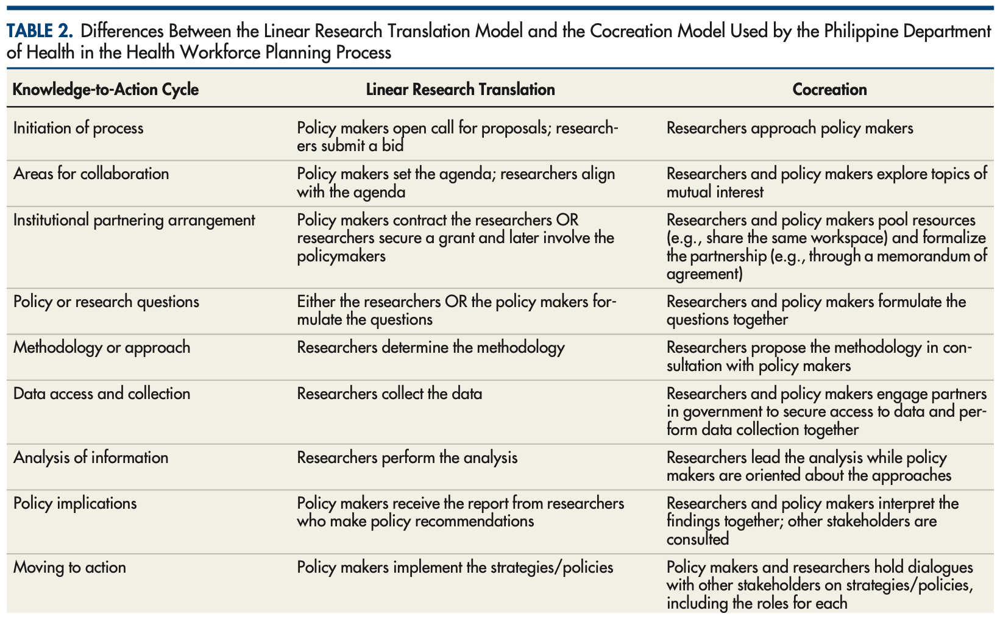 TABLE 2. Differences Between the Linear Research Translation Model and the Cocreation Model Used by the Philippine Department
of Health in the Health Workforce Planning Process
Knowledge-to-Action Cycle Linear Research Translation Cocreation
Initiation of process
Policy makers open call for proposals; research-
ers submit a bid
Researchers approach policy makers
Areas for collaboration
Policy makers set the agenda; researchers align
with the agenda
Researchers and policy makers explore topics of
mutual interest
Institutional partnering arrangement
Policy makers contract the researchers OR
researchers secure a grant and later involve the
policymakers
Researchers and policy makers pool resources
(e.g., share the same workspace) and formalize
the partnership (e.g., through a memorandum of
agreement)
Policy or research questions
Either the researchers OR the policy makers for-
mulate the questions
Researchers and policy makers formulate the
questions together
Methodology or approach
Researchers determine the methodology
Researchers propose the methodology in con-
sultation with policy makers
Data access and collection
Researchers collect the data
Researchers and policy makers engage partners
in government to secure access to data and per-
form data collection together
Analysis of information
Researchers perform the analysis
Researchers lead the analysis while policy
makers are oriented about the approaches
Policy implications
Policy makers receive the report from researchers
who make policy recommendations
Researchers and policy makers interpret the
findings together; other stakeholders are
consulted
Moving to action
Policy makers implement the strategies/policies
Policy makers and researchers hold dialogues
with other stakeholders on strategies/policies,
including the roles for each